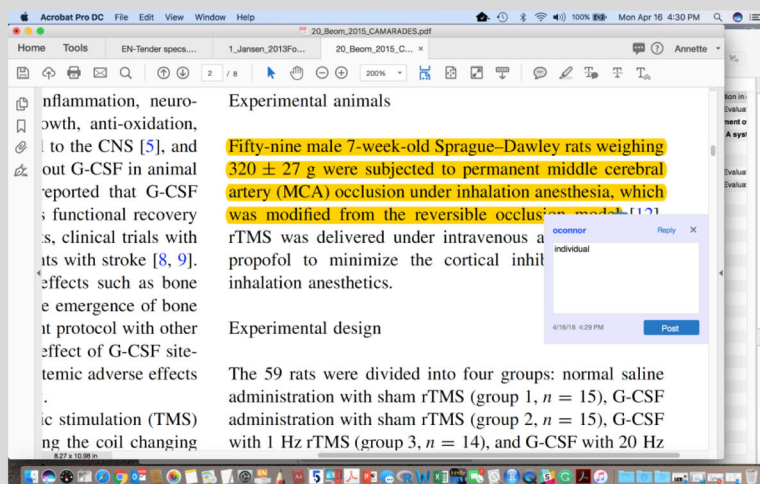 Acrobat Pro DC File Edit View Window Help 100% Mon Apr 16 4:30 PM
20_Beom_2015_CAMARADES.pdf
Home Tools EN-Tender specs.... 1_Jansen_2013Fo... 20_Beom_2015_C... × Annette
2 / 8 200%
nflammation, neuro-
owth, anti-oxidation,
l to the CNS [5], and
out G-CSF in animal
reported that G-CSF
s functional recovery
s, clinical trials with
nts with stroke [8, 9].
effects such as bone
e emergence of bone
nt protocol with other
effect of G-CSF site-
temic adverse effects
.
ic stimulation (TMS)
ng the coil changing
8.27 x 10.98 in
Experimental animals
Fifty-nine male 7-week-old Sprague–Dawley rats weighing
320 ± 27 g were subjected to permanent middle cerebral
artery (MCA) occlusion under inhalation anesthesia, which
was modified from the reversible occlusion model [12].
rTMS was delivered under intravenous a
propofol to minimize the cortical inhib
inhalation anesthetics.
Experimental design
The 59 rats were divided into four groups: normal saline
administration with sham rTMS (group 1, n = 15), G-CSF
administration with sham rTMS (group 2, n = 15), G-CSF
with 1 Hz rTMS (group 3, n = 14), and G-CSF with 20 Hz
oconnor Reply ×
individual
4/16/18 4:29 PM Post
tion in
Evalua
ment o
A syst
Evalua
Evalua